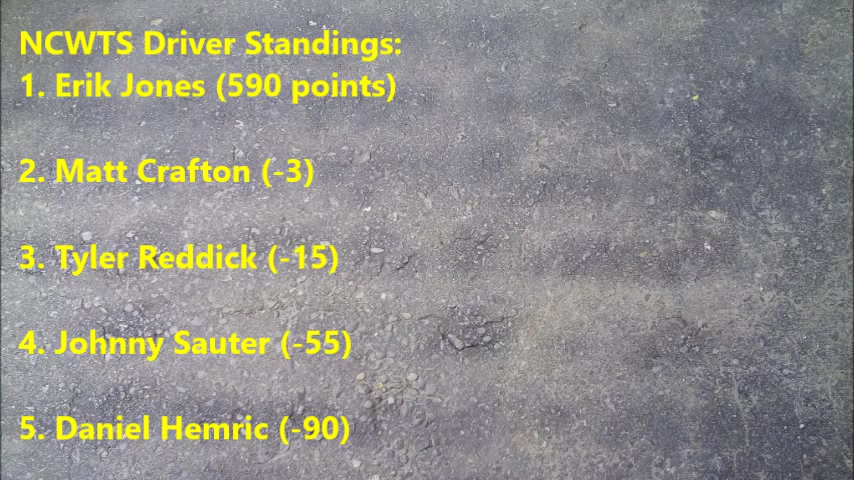 NCWTS Driver Standings:
1. Erik Jones (590 points)
2. Matt Crafton (-3)
3. Tyler Reddick (-15)
4. Johnny Sauter (-55)
5. Daniel Hemric (-90)